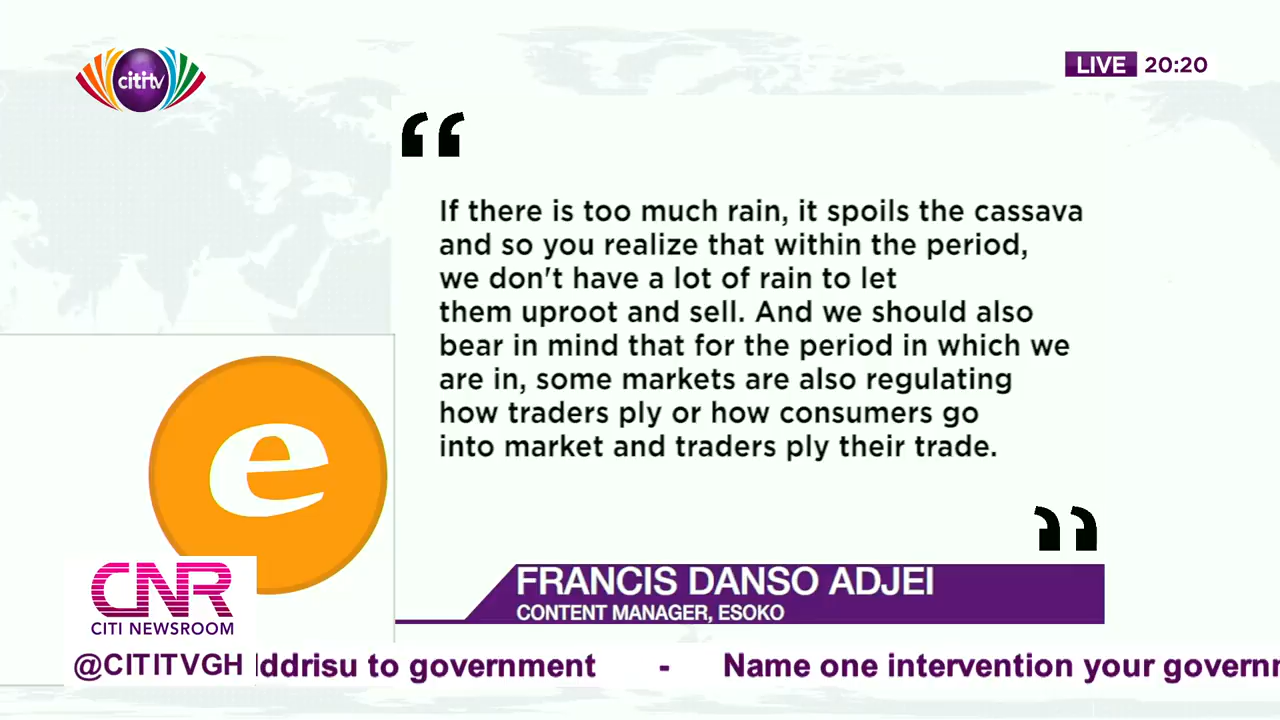 citi tv
LIVE 20:20
“
If there is too much rain, it spoils the cassava
and so you realize that within the period,
we don't have a lot of rain to let
them uproot and sell. And we should also
bear in mind that for the period in which we
are in, some markets are also regulating
how traders ply or how consumers go
into market and traders ply their trade.
”
e
FRANCIS DANSO ADJEI
CONTENT MANAGER, ESOKO
CNR
CITI NEWSROOM
@CITITVGH Iddrisu to government - Name one intervention your governm